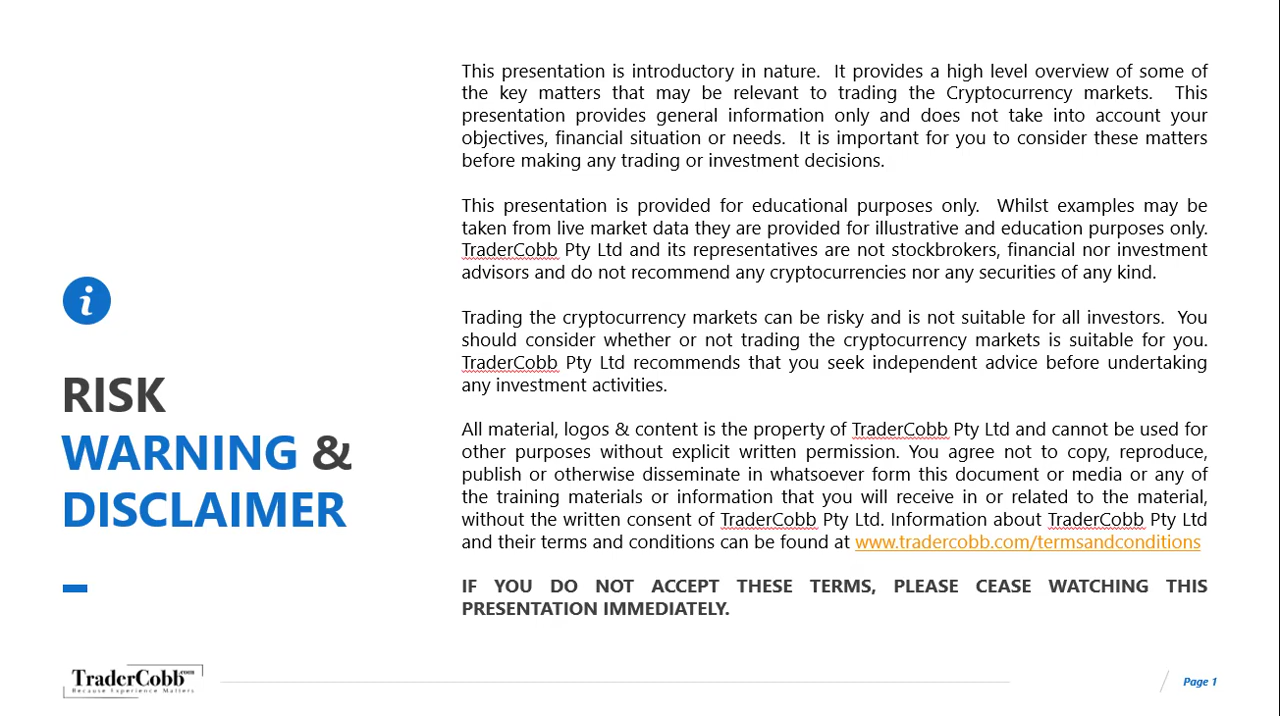 This presentation is introductory in nature.  It provides a high level overview of some of
the key matters that may be relevant to trading the Cryptocurrency markets.  This
presentation provides general information only and does not take into account your
objectives, financial situation or needs.  It is important for you to consider these matters
before making any trading or investment decisions.
This presentation is provided for educational purposes only.  Whilst examples may be
taken from live market data they are provided for illustrative and education purposes only.
TraderCobb Pty Ltd and its representatives are not stockbrokers, financial nor investment
advisors and do not recommend any cryptocurrencies nor any securities of any kind.
Trading the cryptocurrency markets can be risky and is not suitable for all investors.  You
should consider whether or not trading the cryptocurrency markets is suitable for you.
TraderCobb Pty Ltd recommends that you seek independent advice before undertaking
any investment activities.
All material, logos & content is the property of TraderCobb Pty Ltd and cannot be used for
other purposes without explicit written permission. You agree not to copy, reproduce,
publish or otherwise disseminate in whatsoever form this document or media or any of
the training materials or information that you will receive in or related to the material,
without the written consent of TraderCobb Pty Ltd. Information about TraderCobb Pty Ltd
and their terms and conditions can be found at www.tradercobb.com/termsandconditions
IF YOU DO NOT ACCEPT THESE TERMS, PLEASE CEASE WATCHING THIS
PRESENTATION IMMEDIATELY.
i
RISK
WARNING &
DISCLAIMER
TraderCobb.com
Because Experience Matters
Page 1